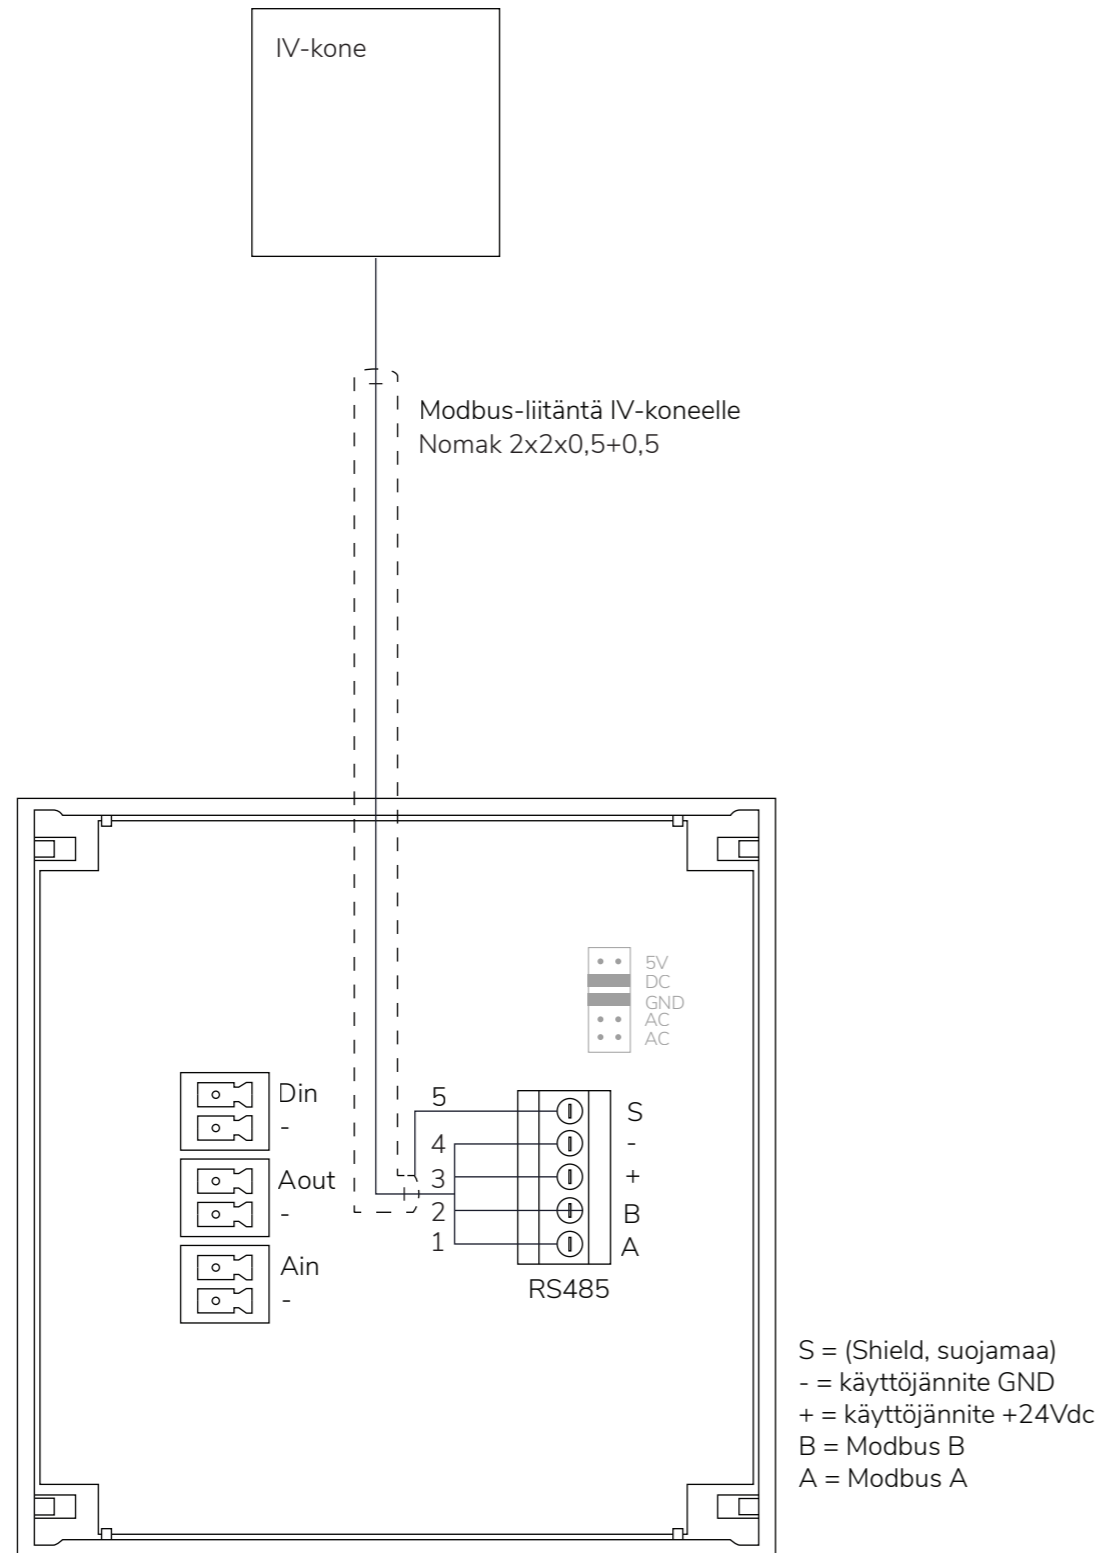 IV-kone
Modbus-liitäntä IV-koneelle
Nomak 2x2x0,5+0,5
5V
DC
GND
AC
AC
Din
-
Aout
-
Ain
-
5
4
3
2
1
S
-
+
B
A
RS485
S = (Shield, suojamaa)
- = käyttöjännite GND
+ = käyttöjännite +24Vdc
B = Modbus B
A = Modbus A